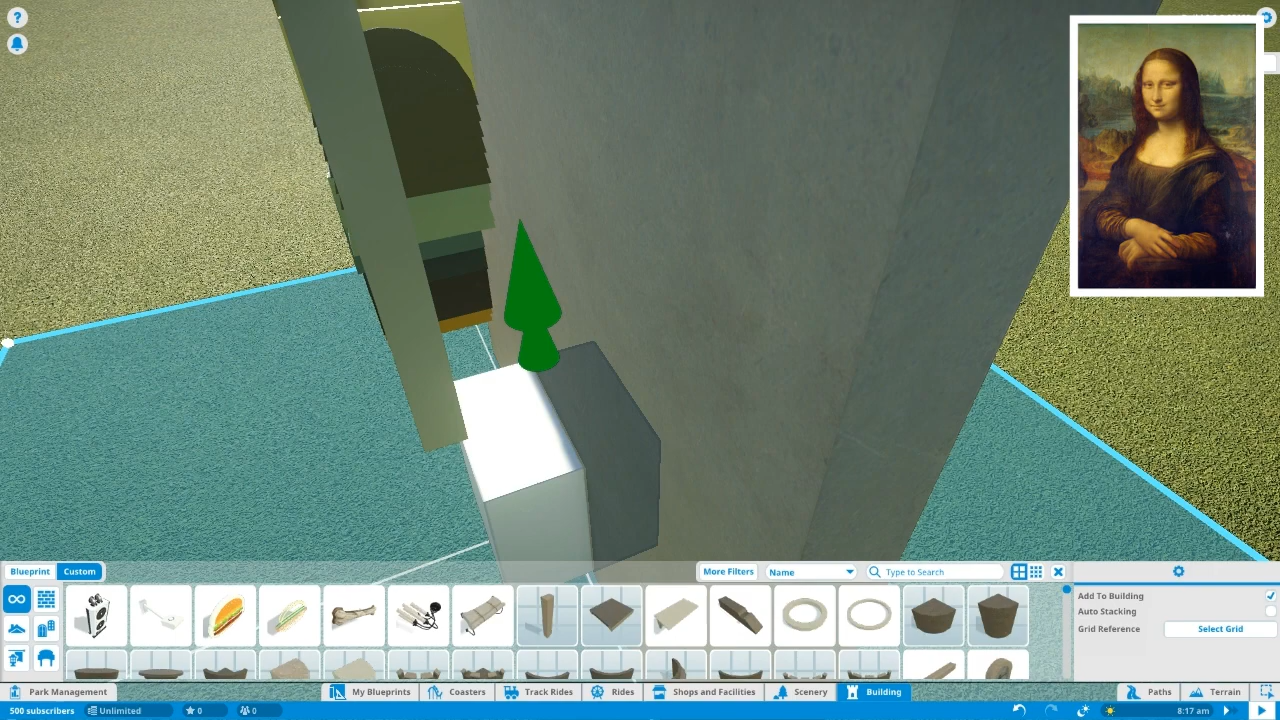 ?
Blueprint Custom
More Filters Name Type to Search
Add To Building
Auto Stacking
Grid Reference Select Grid
Park Management My Blueprints Coasters Track Rides Rides Shops and Facilities Scenery Building Paths Terrain
500 subscribers Unlimited 0 0 8:17 am